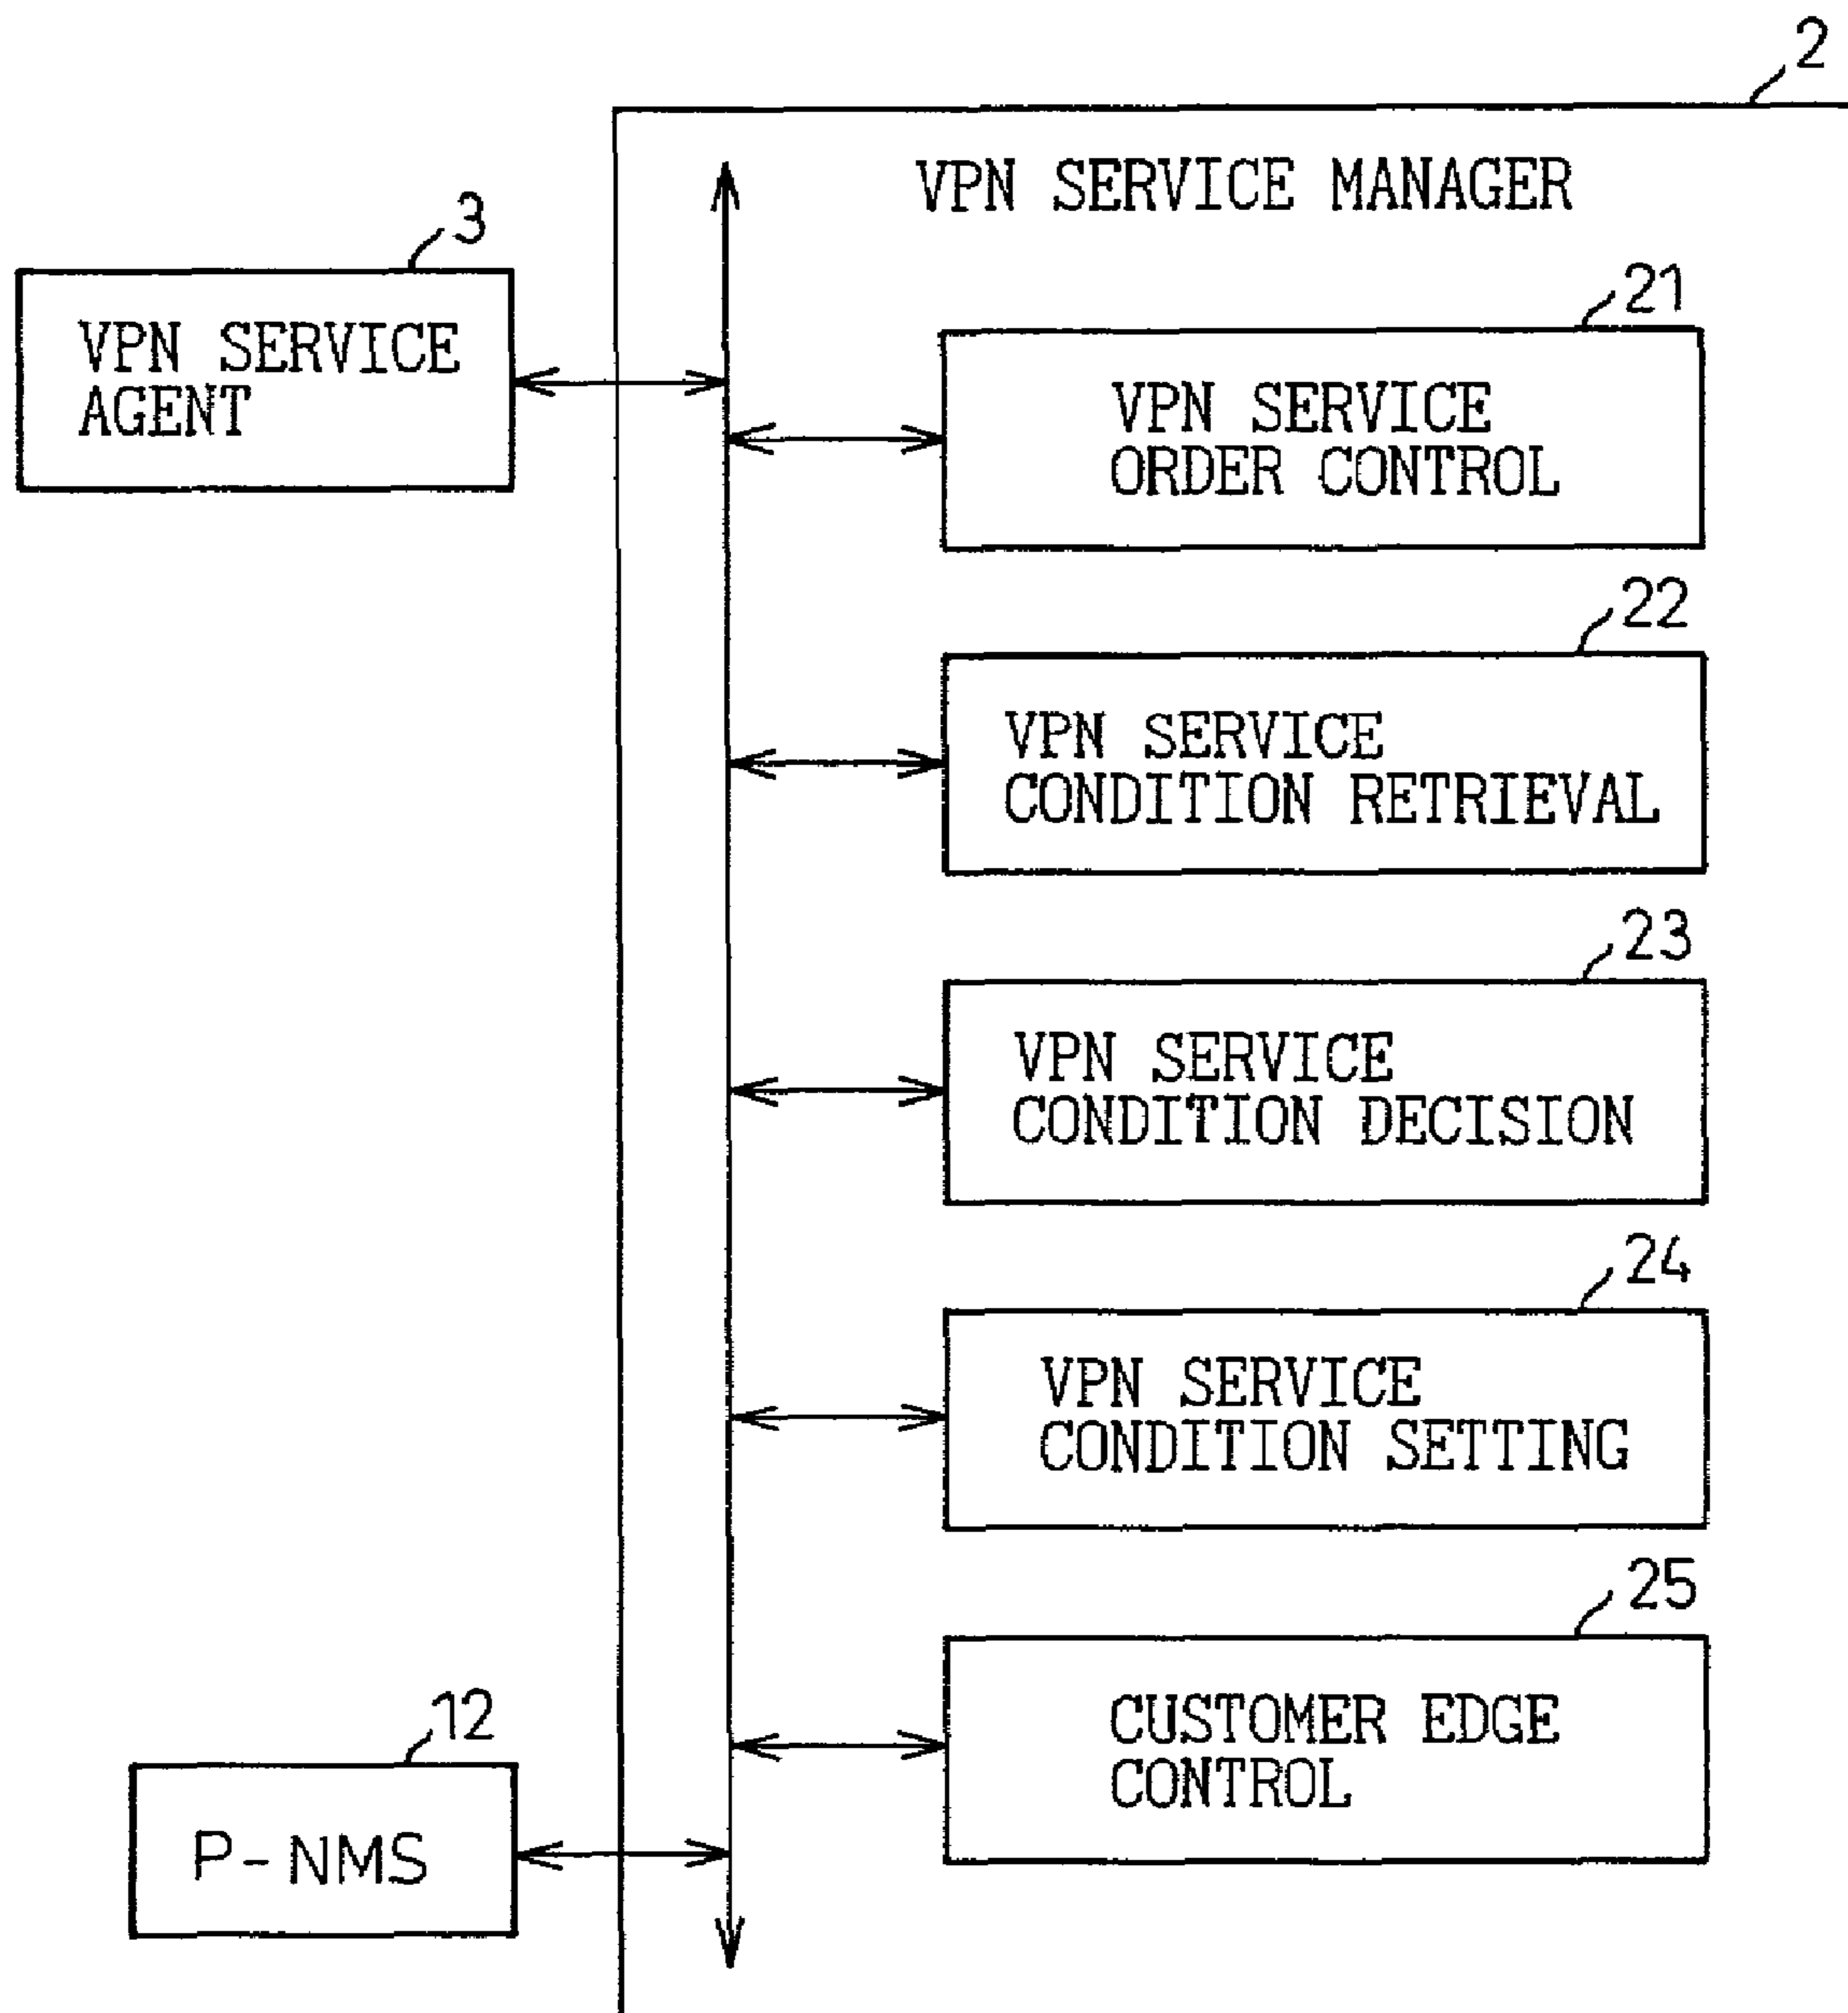 2
VPN SERVICE MANAGER
3
VPN SERVICE
AGENT
21
VPN SERVICE
ORDER CONTROL
22
VPN SERVICE
CONDITION RETRIEVAL
23
VPN SERVICE
CONDITION DECISION
24
VPN SERVICE
CONDITION SETTING
25
CUSTOMER EDGE
CONTROL
12
P-NMS